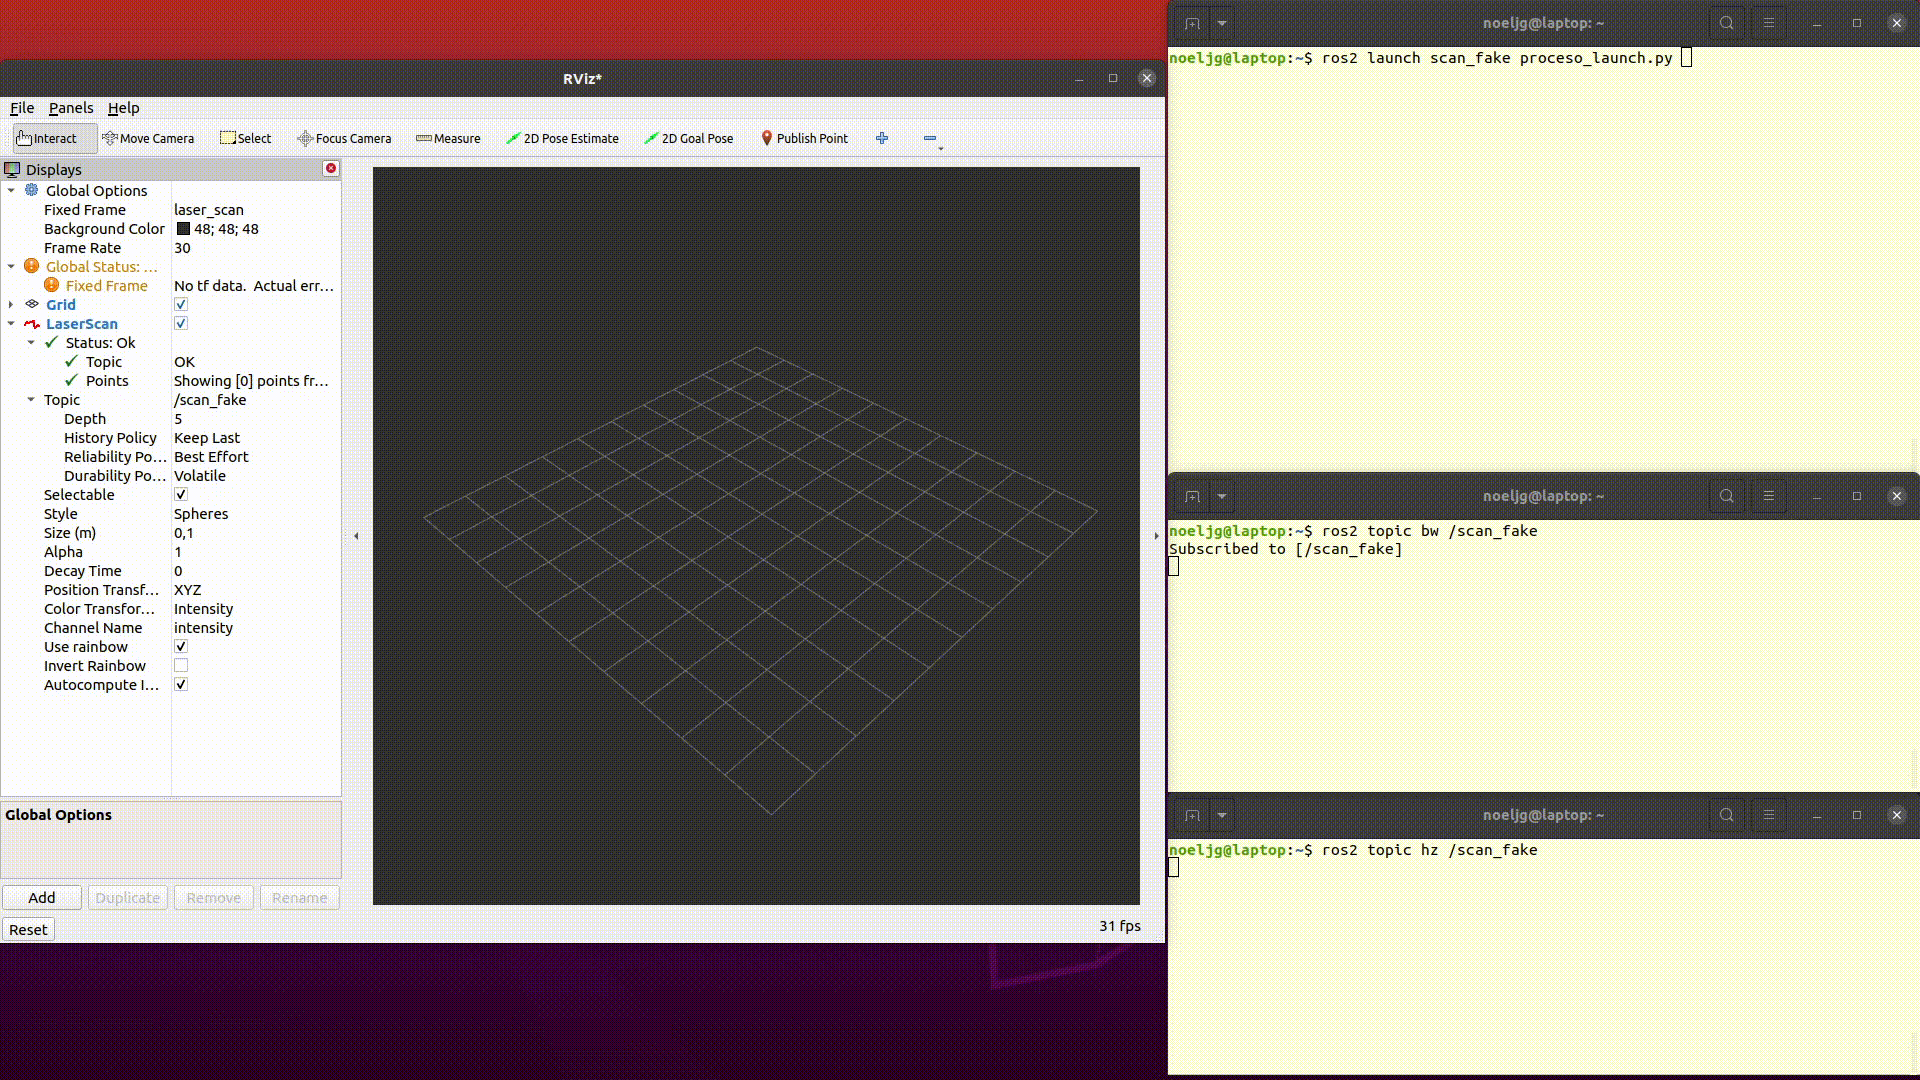 RViz*
File Panels Help
Interact Move Camera Select Focus Camera Measure 2D Pose Estimate 2D Goal Pose Publish Point
Displays
Global Options
Fixed Frame laser_scan
Background Color 48; 48; 48
Frame Rate 30
Global Status: ...
Fixed Frame No tf data. Actual err...
Grid
LaserScan
Status: Ok
Topic OK
Points Showing [0] points fr...
Topic /scan_fake
Depth 5
History Policy Keep Last
Reliability Po... Best Effort
Durability Po... Volatile
Selectable
Style Spheres
Size (m) 0,1
Alpha 1
Decay Time 0
Position Transf... XYZ
Color Transfor... Intensity
Channel Name intensity
Use rainbow
Invert Rainbow
Autocompute I...
Global Options
Add Duplicate Remove Rename
Reset
31 fps
noeljg@laptop: ~
noeljg@laptop:~$ ros2 launch scan_fake proceso_launch.py
noeljg@laptop: ~
noeljg@laptop:~$ ros2 topic bw /scan_fake
Subscribed to [/scan_fake]
noeljg@laptop: ~
noeljg@laptop:~$ ros2 topic hz /scan_fake